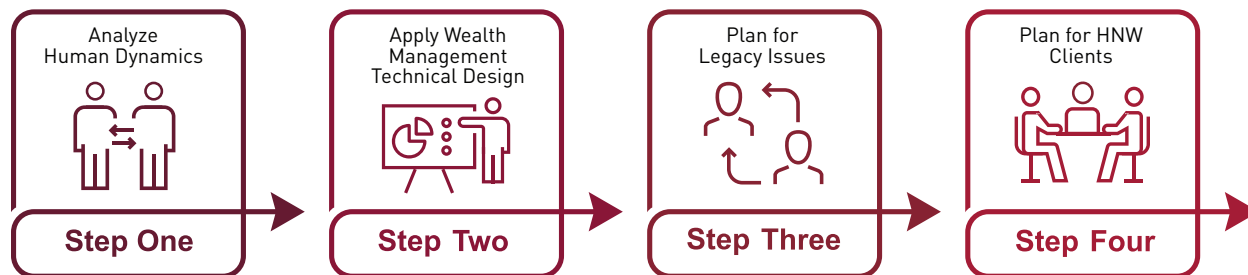 Analyze
Human Dynamics
Step One
Apply Wealth
Management
Technical Design
Step Two
Plan for
Legacy Issues
Step Three
Plan for HNW
Clients
Step Four